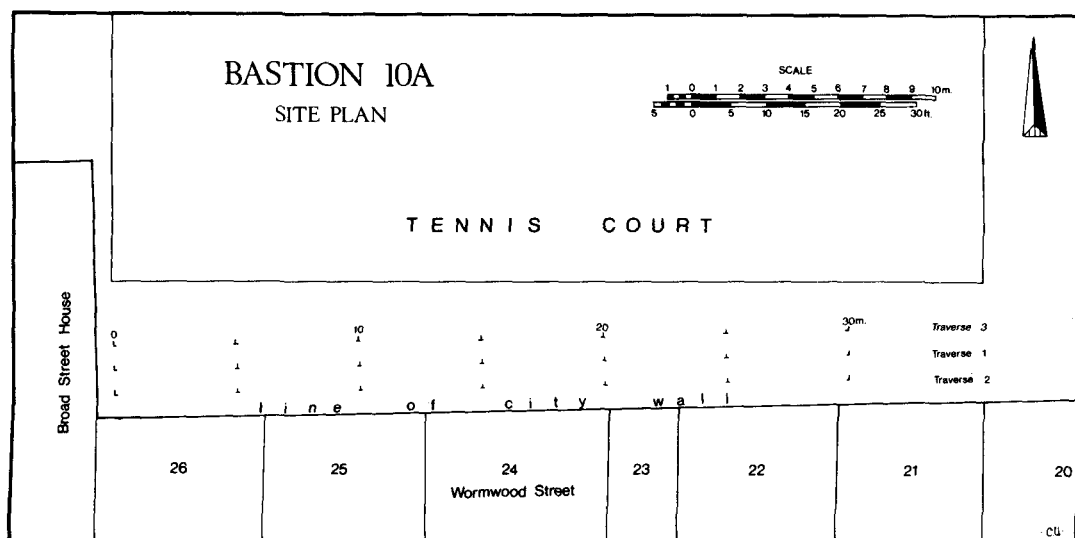 BASTION 10A
SITE PLAN
SCALE
1 0 1 2 3 4 5 6 7 8 9 10m.
5 0 5 10 15 20 25 30ft.
TENNIS COURT
Broad Street House
0 10 20 30m.
Traverse 3
Traverse 1
Traverse 2
line of city wall
26 25 24 23 22 21 20
Wormwood Street
CU